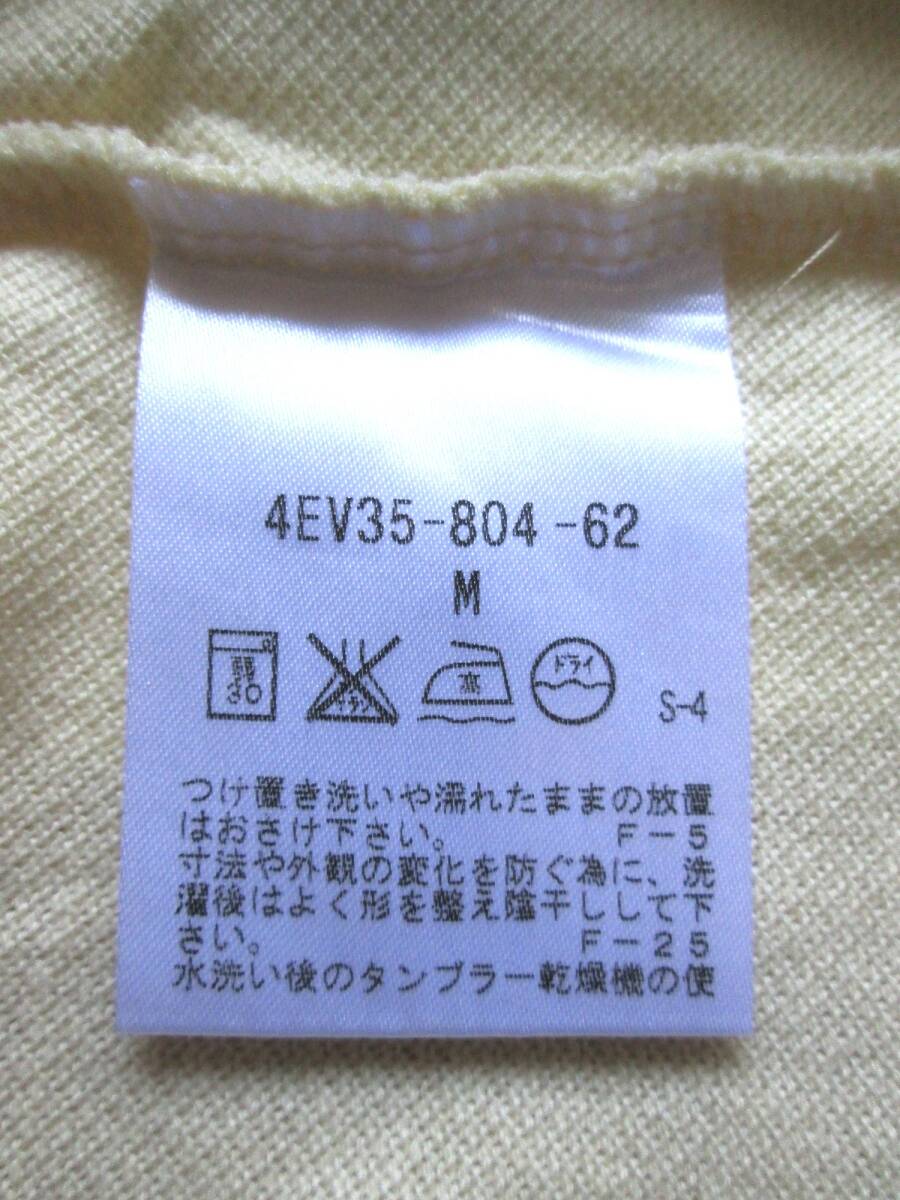 4EV35-804-62
M
弱 30 サラシ 高 ドライ S-4
つけ置き洗いや濡れたままの放置
はおさけ下さい。 F-5
寸法や外観の変化を防ぐ為に、洗
濯後はよく形を整え陰干しして下
さい。 F-25
水洗い後のタンブラー乾燥機の使